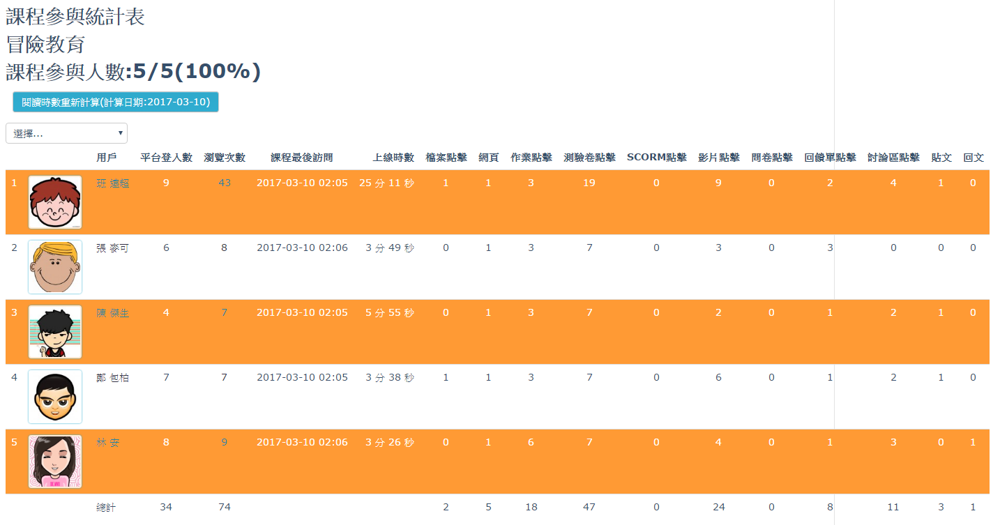 課程參與統計表
冒險教育
課程參與人數:5/5(100%)
閱讀時數重新計算(計算日期:2017-03-10)
選擇...
用戶 平台登入數 瀏覽次數 課程最後訪問 上線時數 檔案點擊 網頁 作業點擊 測驗卷點擊 SCORM點擊 影片點擊 問卷點擊 回饋單點擊 討論區點擊 貼文 回文
1 班 遠超 9 43 2017-03-10 02:05 25 分 11 秒 1 1 3 19 0 9 0 2 4 1 0
2 張 麥可 6 8 2017-03-10 02:06 3 分 49 秒 0 1 3 7 0 3 0 3 0 0 0
3 陳 傑生 4 7 2017-03-10 02:05 5 分 55 秒 0 1 3 7 0 2 0 1 2 1 0
4 鄭 包柏 7 7 2017-03-10 02:05 3 分 38 秒 1 1 3 7 0 6 0 1 2 1 0
5 林 安 8 9 2017-03-10 02:06 3 分 26 秒 0 1 6 7 0 4 0 1 3 0 1
總計 34 74 2 5 18 47 0 24 0 8 11 3 1